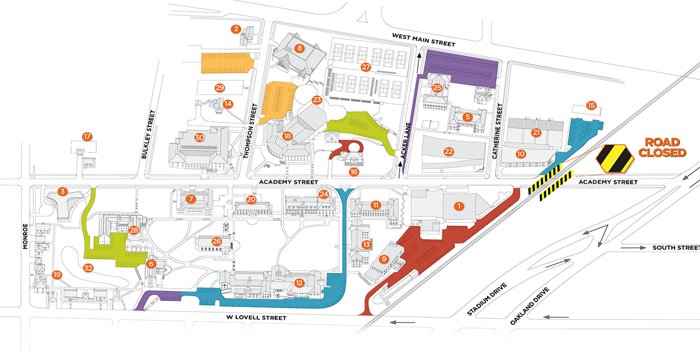 WEST MAIN STREET
2
8
27
29
14
23
25
5
15
17
BULKLEY STREET
30
THOMPSON STREET
18
ACKER LANE
CATHERINE STREET
22
21
10
16
ROAD
CLOSED
ACADEMY STREET
ACADEMY STREET
3
7
20
24
11
1
28
26
13
MONROE
19
32
6
12
9
SOUTH STREET
STADIUM DRIVE
OAKLAND DRIVE
W LOVELL STREET